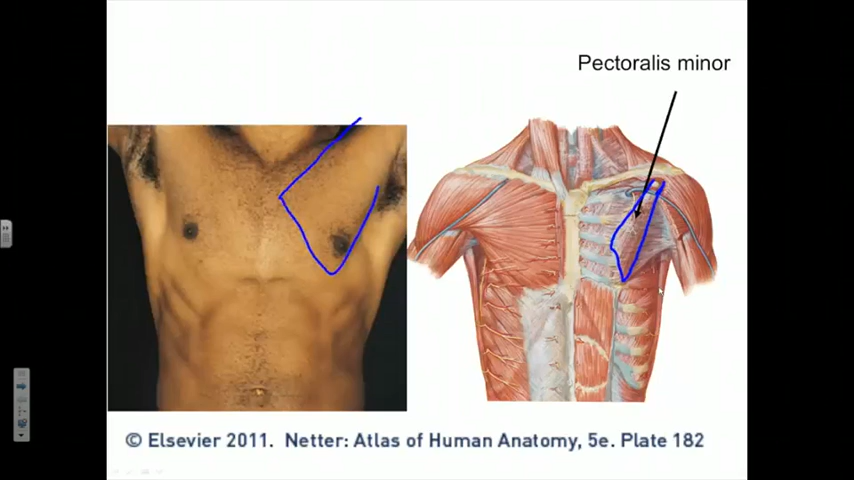 Pectoralis minor
© Elsevier 2011. Netter: Atlas of Human Anatomy, 5e. Plate 182